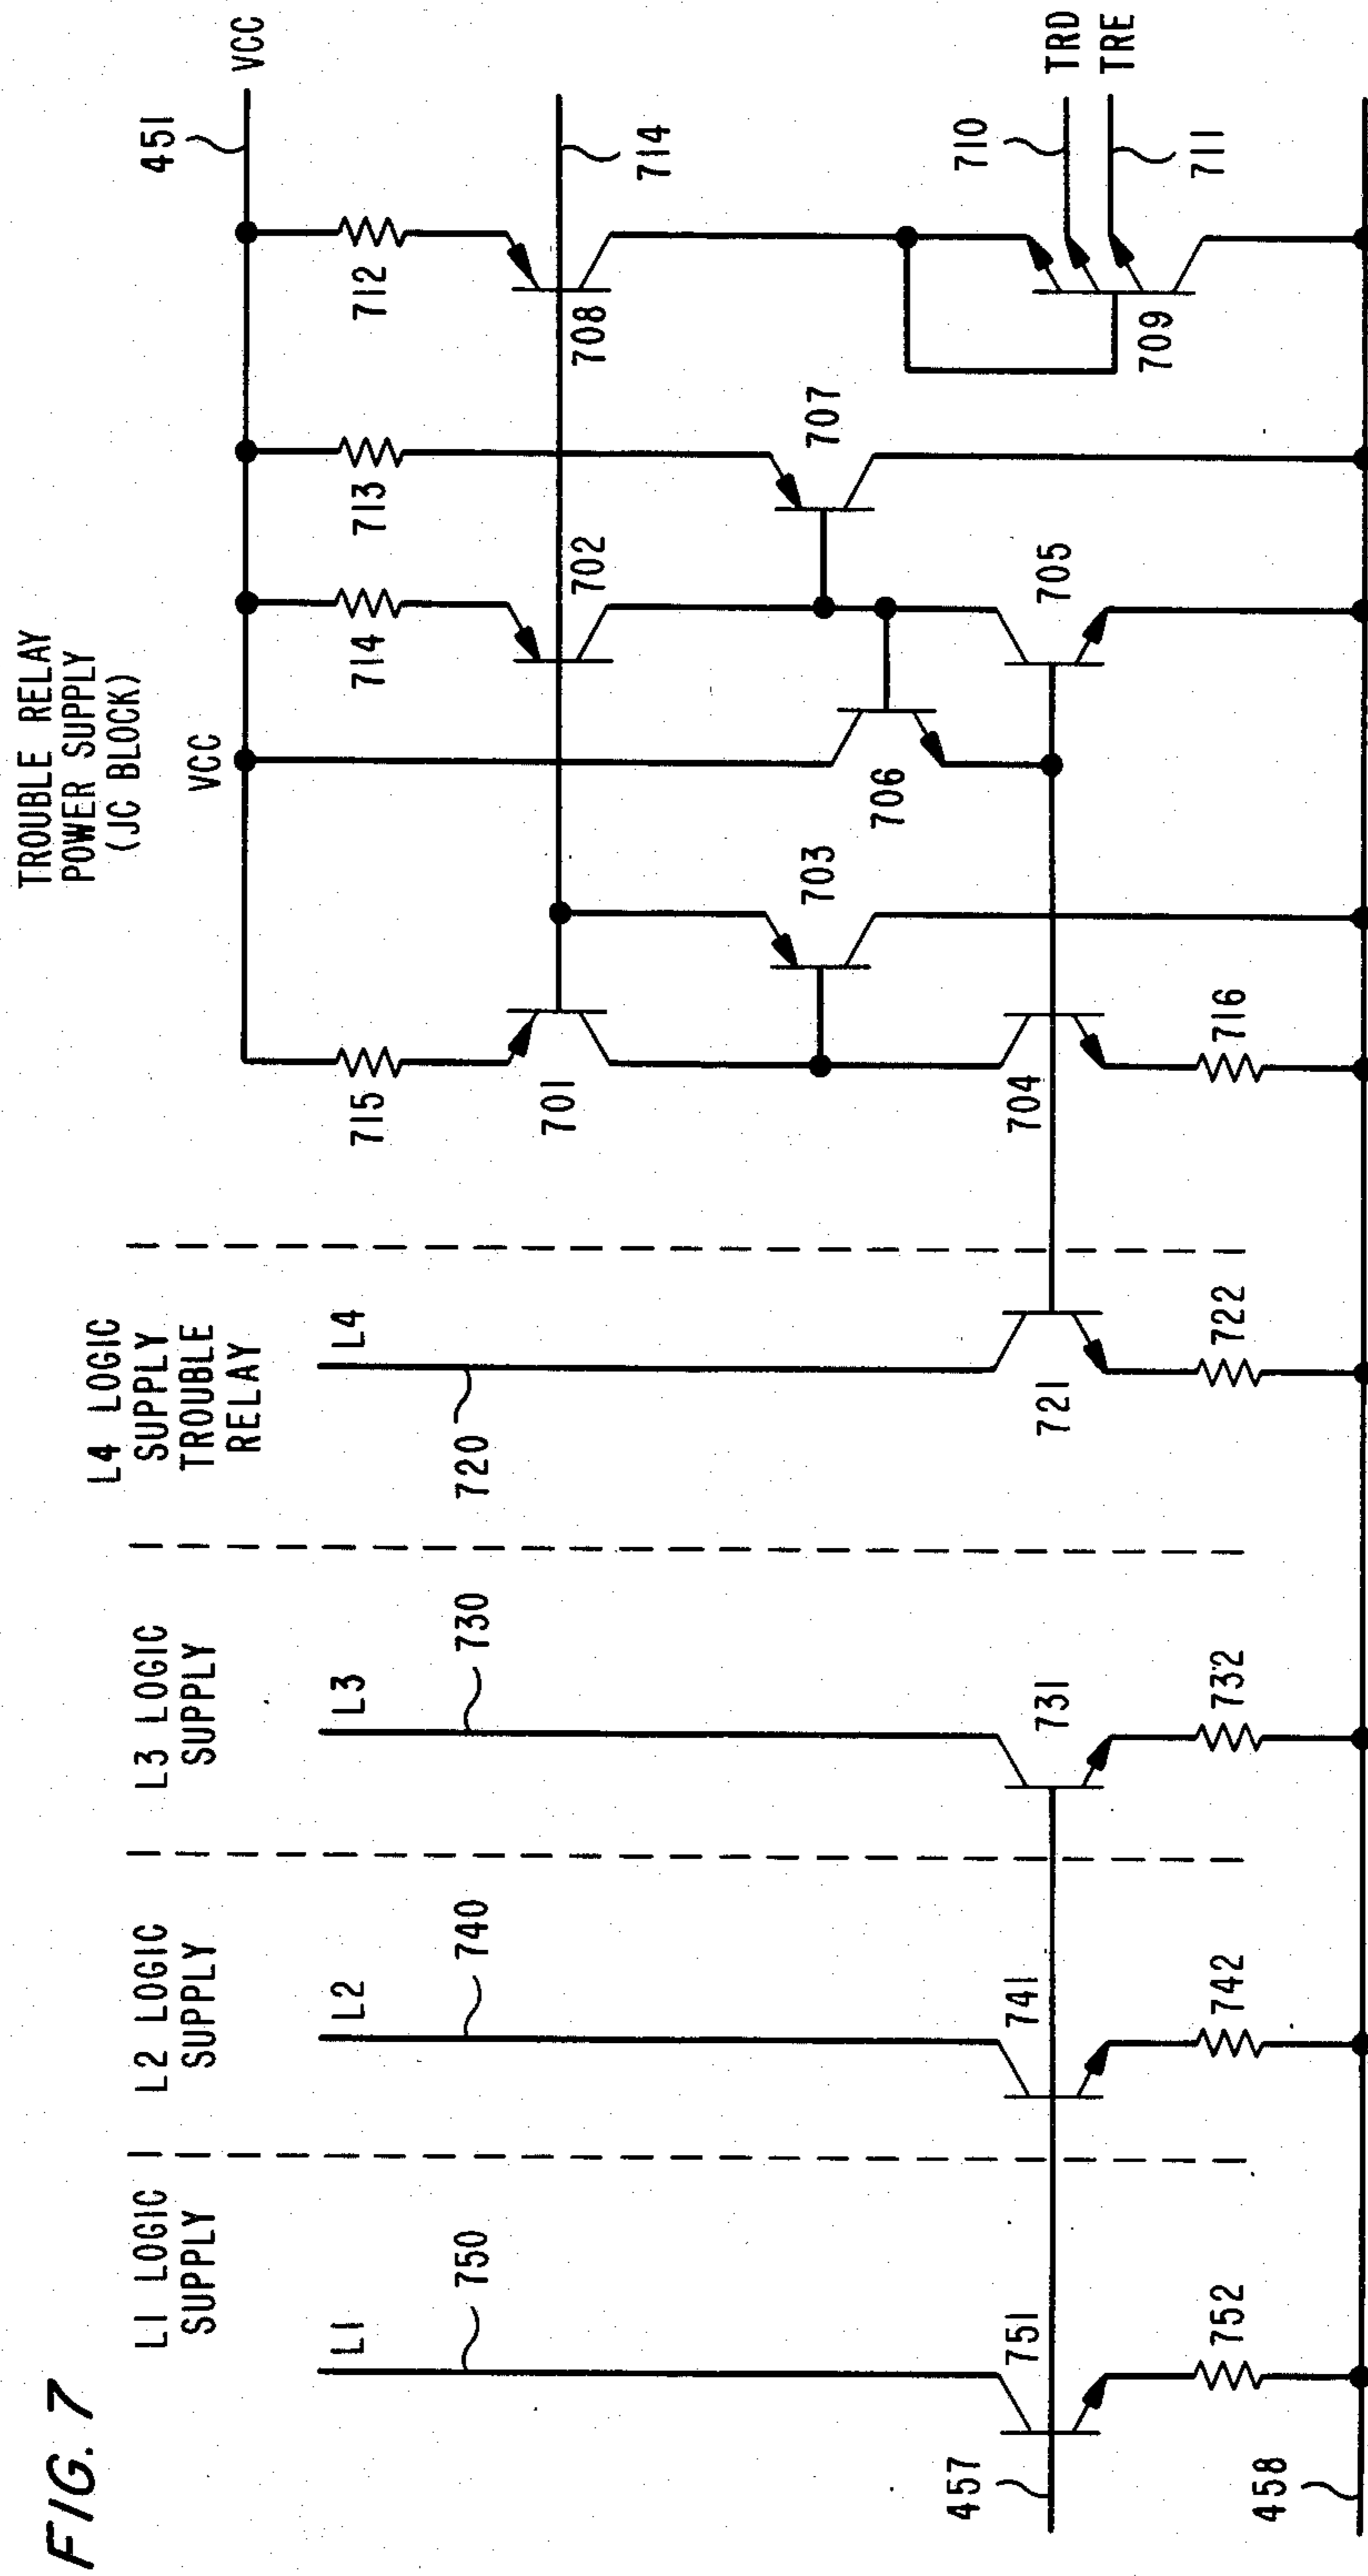 FIG. 7
L1 LOGIC
SUPPLY
L2 LOGIC
SUPPLY
L3 LOGIC
SUPPLY
L4 LOGIC
SUPPLY
TROUBLE
RELAY
TROUBLE RELAY
POWER SUPPLY
(JC BLOCK)
VCC
VCC
451
L1
750
L2
740
L3
730
L4
720
715
714
713
712
701
702
708
714
703
707
706
709
710
TRD
711
TRE
457
751
741
731
721
704
705
752
742
732
722
716
458